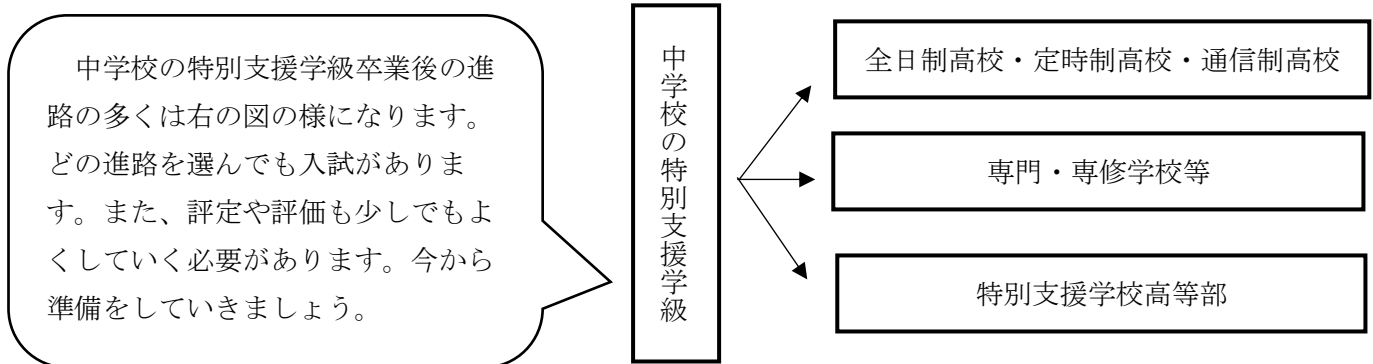 中学校の特別支援学級卒業後の進
路の多くは右の図の様になります。
どの進路を選んでも入試がありま
す。また、評定や評価も少しでもよ
くしていく必要があります。今から
準備をしていきましょう。
中学校の特別支援学級
全日制高校・定時制高校・通信制高校
専門・専修学校等
特別支援学校高等部